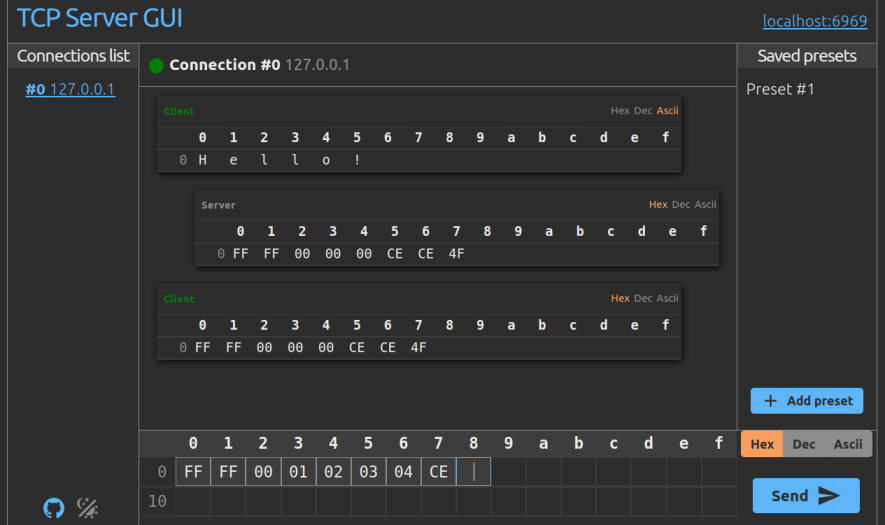 TCP Server GUI
localhost:6969
Connections list
#0 127.0.0.1
Connection #0 127.0.0.1
Client
Hex Dec Ascii
0 1 2 3 4 5 6 7 8 9 a b c d e f
0 H e l l o !
Server
Hex Dec Ascii
0 1 2 3 4 5 6 7 8 9 a b c d e f
0 FF FF 00 00 00 CE CE 4F
Client
Hex Dec Ascii
0 1 2 3 4 5 6 7 8 9 a b c d e f
0 FF FF 00 00 00 CE CE 4F
0 1 2 3 4 5 6 7 8 9 a b c d e f
0 FF FF 00 01 02 03 04 CE
10
Saved presets
Preset #1
Add preset
Hex Dec Ascii
Send